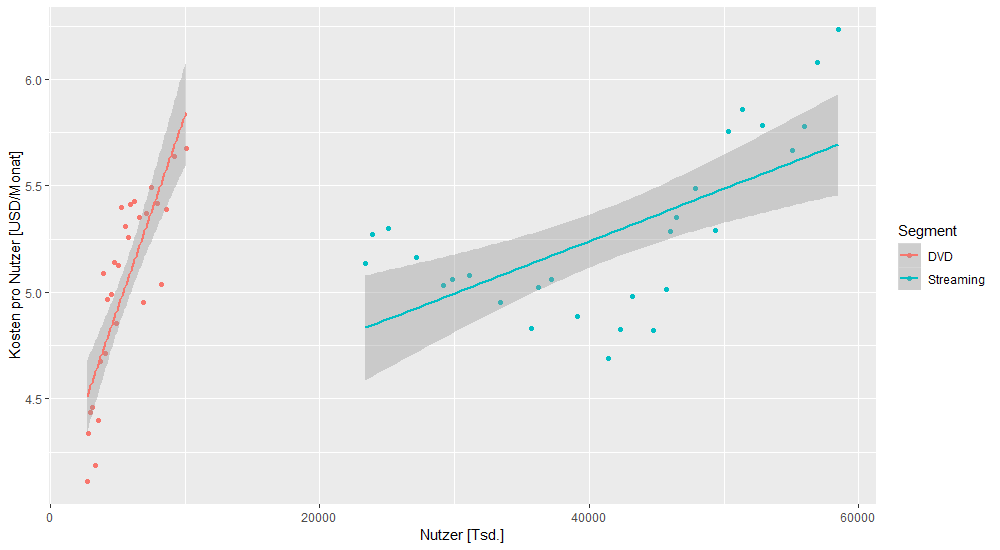 Kosten pro Nutzer [USD/Monat]
6.0
5.5
5.0
4.5
0
20000
40000
60000
Nutzer [Tsd.]
Segment
DVD
Streaming